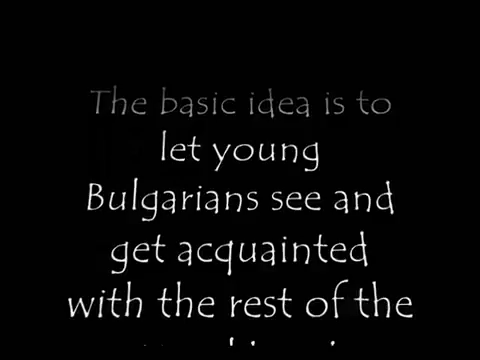 The basic idea is to
let young
Bulgarians see and
get acquainted
with the rest of the